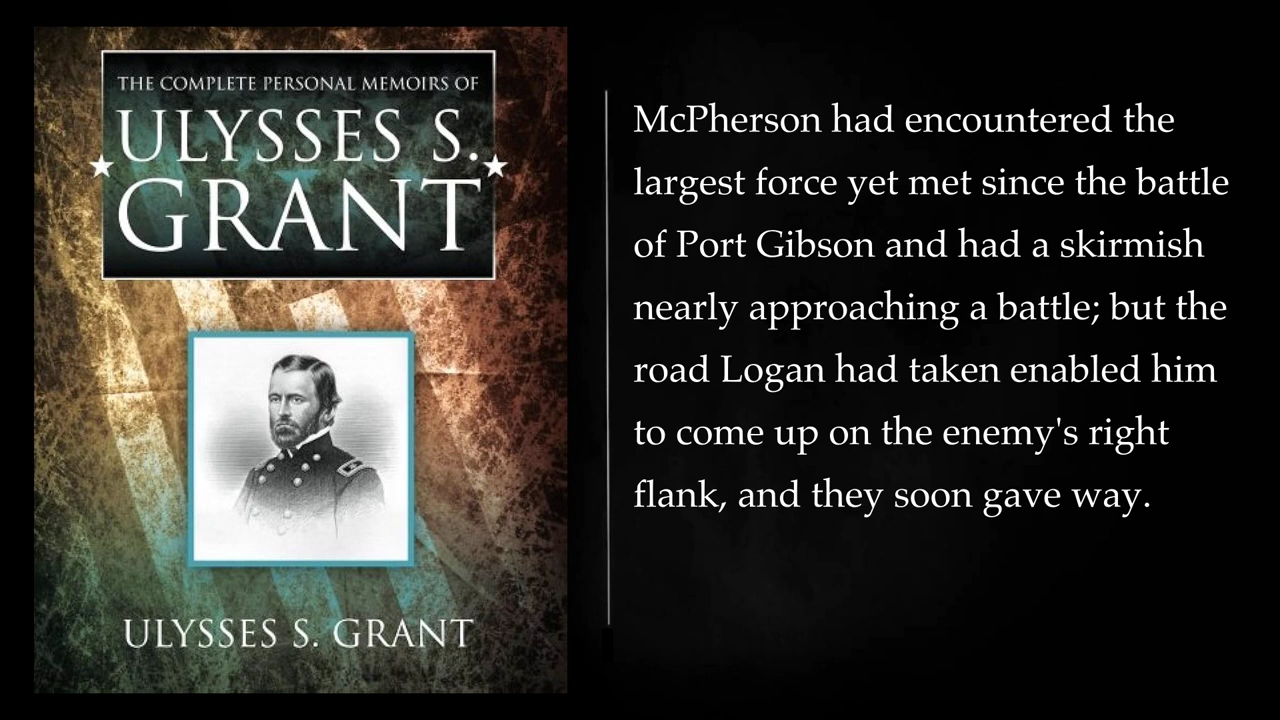 THE COMPLETE PERSONAL MEMOIRS OF
ULYSSES S.
GRANT
ULYSSES S. GRANT
McPherson had encountered the
largest force yet met since the battle
of Port Gibson and had a skirmish
nearly approaching a battle; but the
road Logan had taken enabled him
to come up on the enemy's right
flank, and they soon gave way.